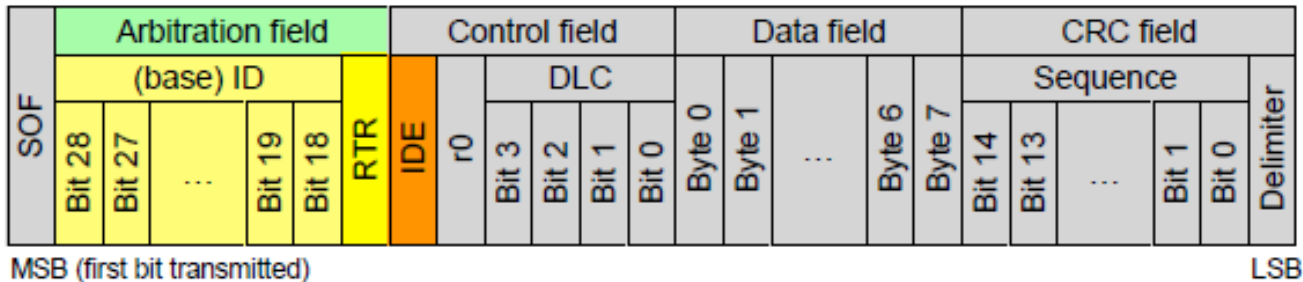 SOF
Arbitration field
Control field
Data field
CRC field
(base) ID
RTR
IDE
r0
DLC
Byte 0
Byte 1
...
Byte 6
Byte 7
Sequence
Delimiter
Bit 28
Bit 27
...
Bit 19
Bit 18
Bit 3
Bit 2
Bit 1
Bit 0
Bit 14
Bit 13
...
Bit 1
Bit 0
MSB (first bit transmitted)
LSB